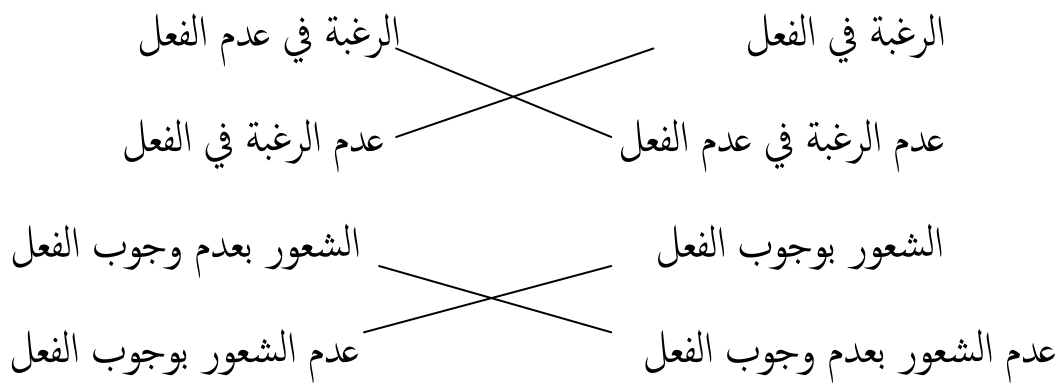 الرغبة في الفعل الرغبة في عدم الفعل
عدم الرغبة في عدم الفعل عدم الرغبة في الفعل
الشعور بوجوب الفعل الشعور بعدم وجوب الفعل
عدم الشعور بعدم وجوب الفعل عدم الشعور بوجوب الفعل